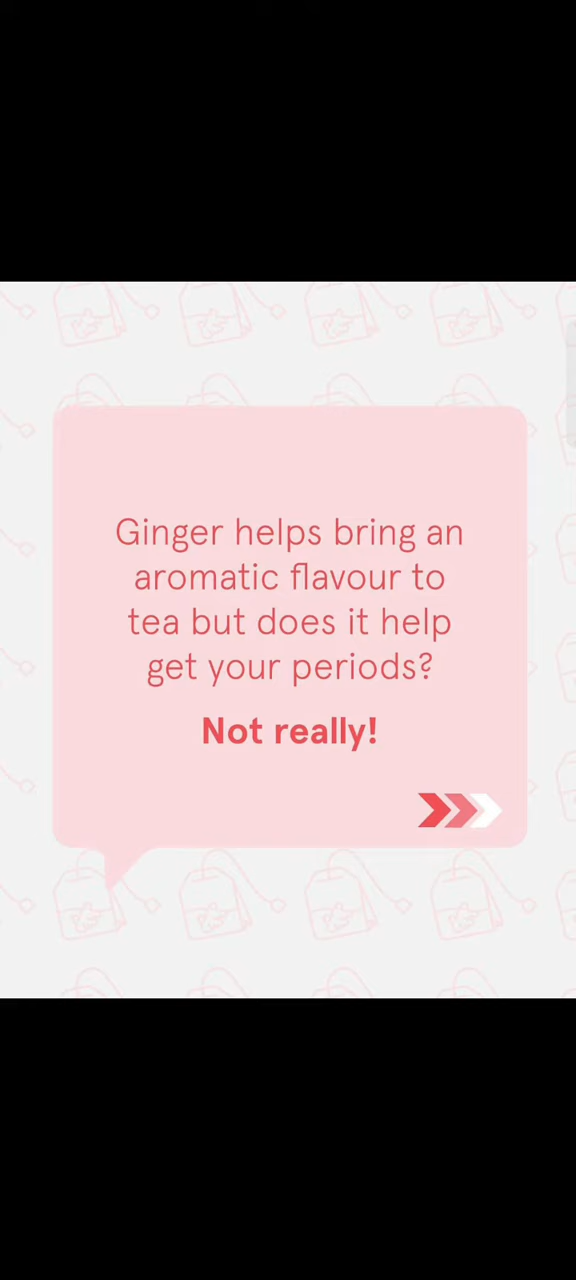 Ginger helps bring an
aromatic flavour to
tea but does it help
get your periods?
Not really!